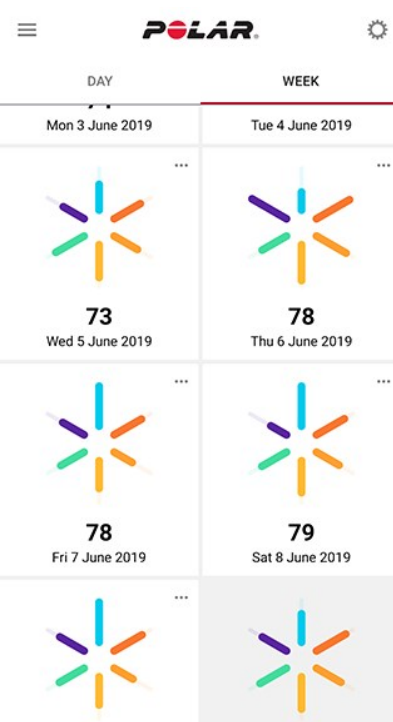 POLAR.
DAY
WEEK
Mon 3 June 2019
Tue 4 June 2019
73
Wed 5 June 2019
78
Thu 6 June 2019
78
Fri 7 June 2019
79
Sat 8 June 2019